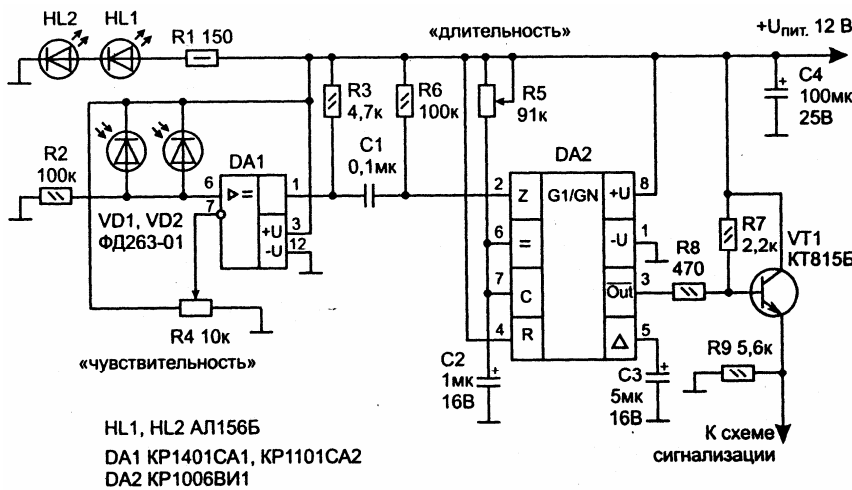 HL2 HL1
R1 150
«длительность»
+Uпит. 12 В
R3
4,7к
R6
100к
R5
91к
C4
100мк
25В
+
R2
100к
DA1
C1
0,1мк
DA2
6
7
▷=
1
+U 3
-U 12
VD1, VD2
ФД263-01
2 Z G1/GN +U 8
6 = -U 1
7 C Out 3
4 R △ 5
R8
470
R7
2,2к
VT1
КТ815Б
R4 10к
«чувствительность»
C2
1мк
16В
+
C3
5мк
16В
+
R9 5,6к
К схеме
сигнализации
HL1, HL2 АЛ156Б
DA1 КР1401СА1, КР1101СА2
DA2 КР1006ВИ1